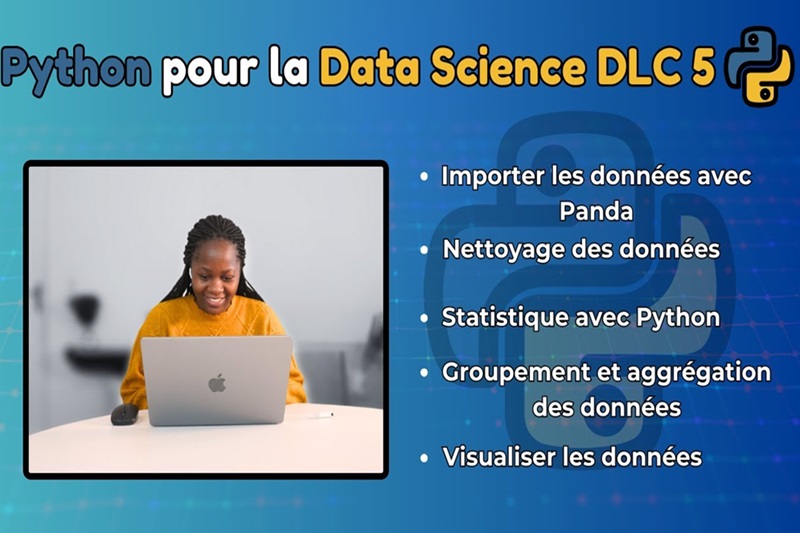 Python pour la Data Science DLC 5
• Importer les données avec
Panda
• Nettoyage des données
• Statistique avec Python
• Groupement et aggrégation
des données
• Visualiser les données